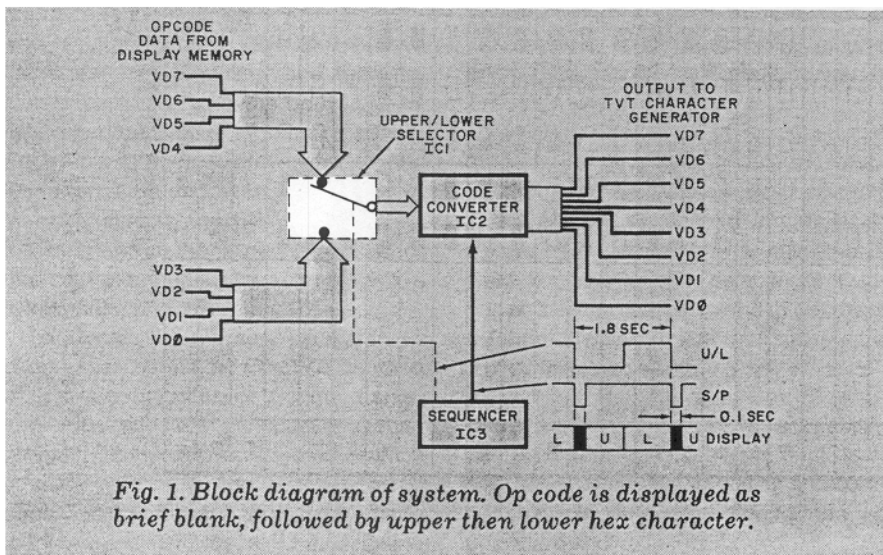 OPCODE
DATA FROM
DISPLAY MEMORY
VD7
VD6
VD5
VD4
UPPER/LOWER
SELECTOR
IC1
VD3
VD2
VD1
VDØ
CODE
CONVERTER
IC2
SEQUENCER
IC3
OUTPUT TO
TVT CHARACTER
GENERATOR
VD7
VD6
VD5
VD4
VD3
VD2
VD1
VDØ
1.8 SEC
U/L
S/P
0.1 SEC
L U L U DISPLAY
Fig. 1. Block diagram of system. Op code is displayed as
brief blank, followed by upper then lower hex character.